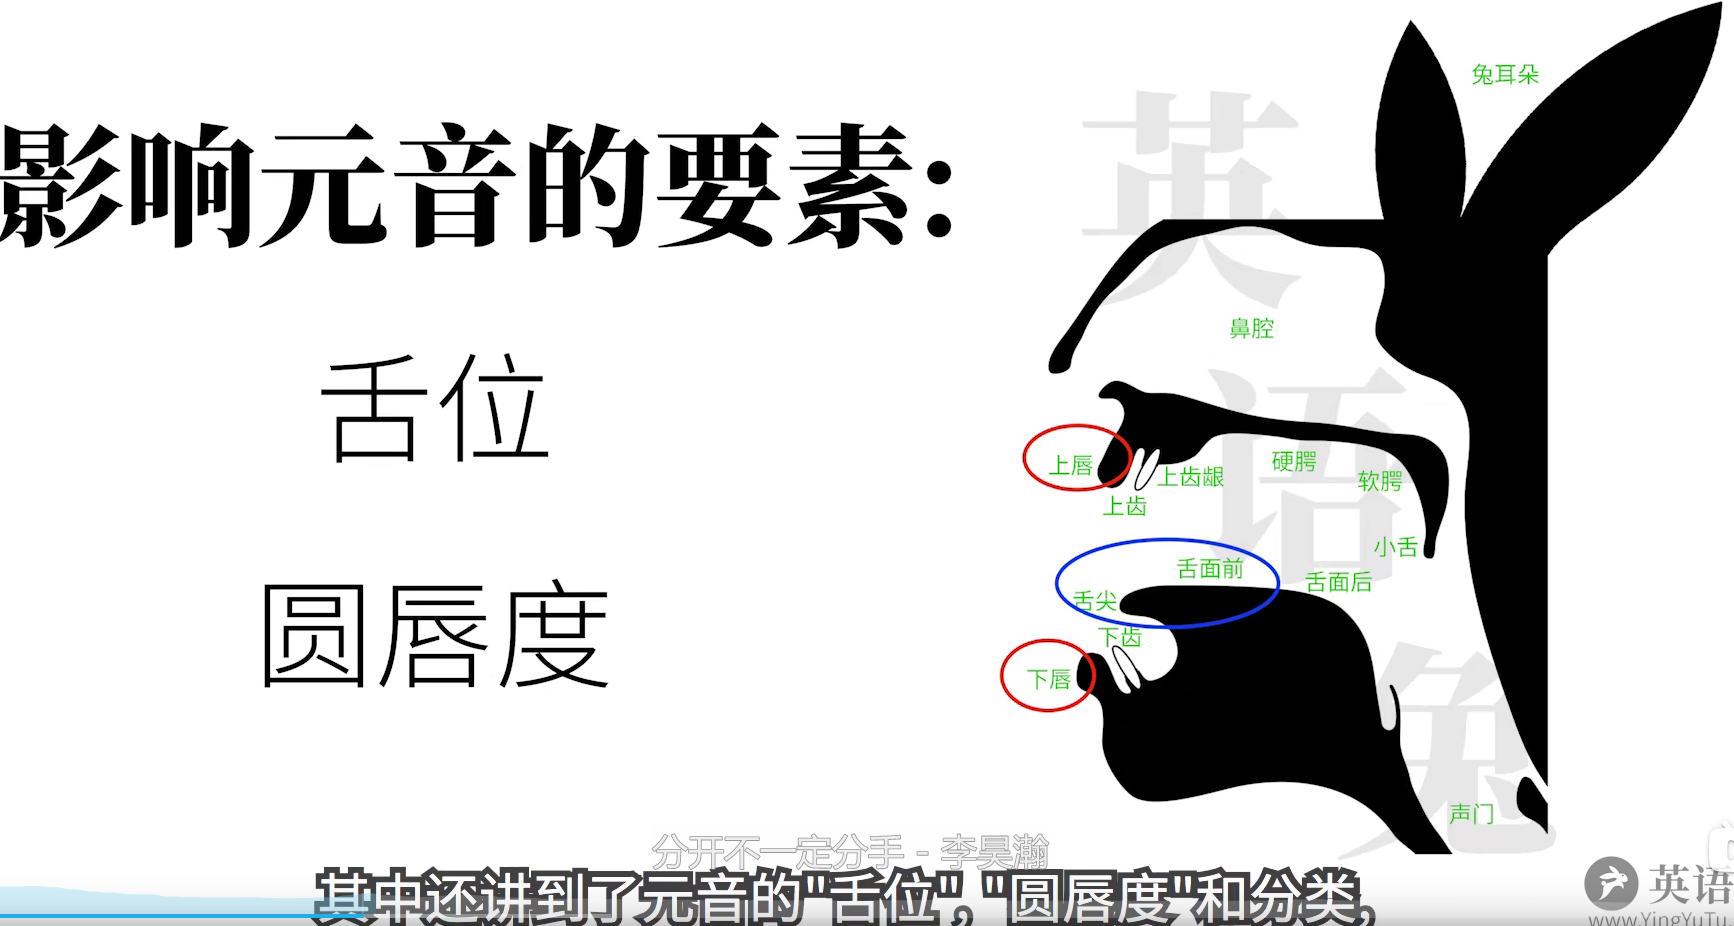 影响元音的要素:
舌位
圆唇度
兔耳朵
鼻腔
上唇
上齿龈
硬腭
软腭
上齿
小舌
舌面前
舌面后
舌尖
下齿
下唇
声门
英
语
兔
分开不一定分手 - 李昊瀚
其中还讲到了元音的"舌位","圆唇度"和分类,
英语
www.YingYuTu.